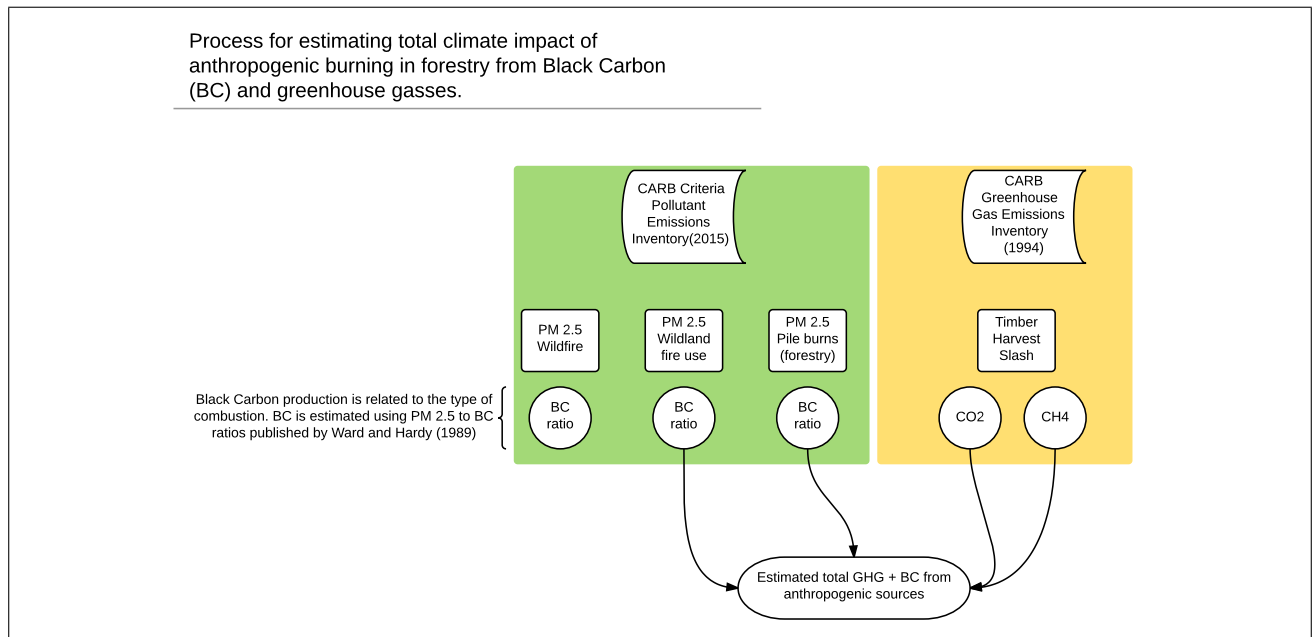 Process for estimating total climate impact of
anthropogenic burning in forestry from Black Carbon
(BC) and greenhouse gasses.
CARB Criteria
Pollutant
Emissions
Inventory(2015)
CARB
Greenhouse
Gas Emissions
Inventory
(1994)
PM 2.5
Wildfire
PM 2.5
Wildland
fire use
PM 2.5
Pile burns
(forestry)
Timber
Harvest
Slash
Black Carbon production is related to the type of
combustion. BC is estimated using PM 2.5 to BC
ratios published by Ward and Hardy (1989)
BC
ratio
BC
ratio
BC
ratio
CO2
CH4
Estimated total GHG + BC from
anthropogenic sources